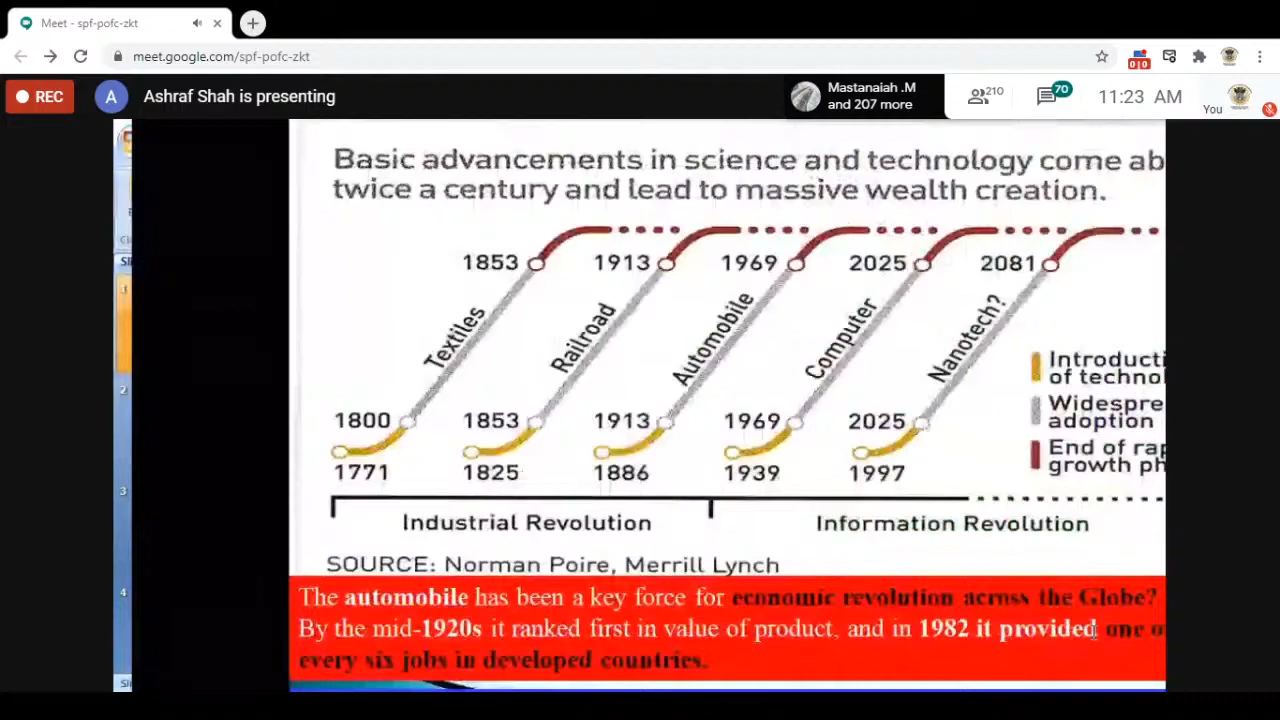 Meet - spf-pofc-zkt
meet.google.com/spf-pofc-zkt
REC
A
Ashraf Shah is presenting
Mastanaiah .M
and 207 more
210
70
11:23 AM
You
Basic advancements in science and technology come ab
twice a century and lead to massive wealth creation.
1853 1913 1969 2025 2081
Textiles
Railroad
Automobile
Computer
Nanotech?
1800 1853 1913 1969 2025
1771 1825 1886 1939 1997
Introducti
of technol
Widespre
adoption
End of rap
growth ph
Industrial Revolution
Information Revolution
SOURCE: Norman Poire, Merrill Lynch
The automobile has been a key force for economic revolution across the Globe?
By the mid-1920s it ranked first in value of product, and in 1982 it provided one o
every six jobs in developed countries.
2
3
4